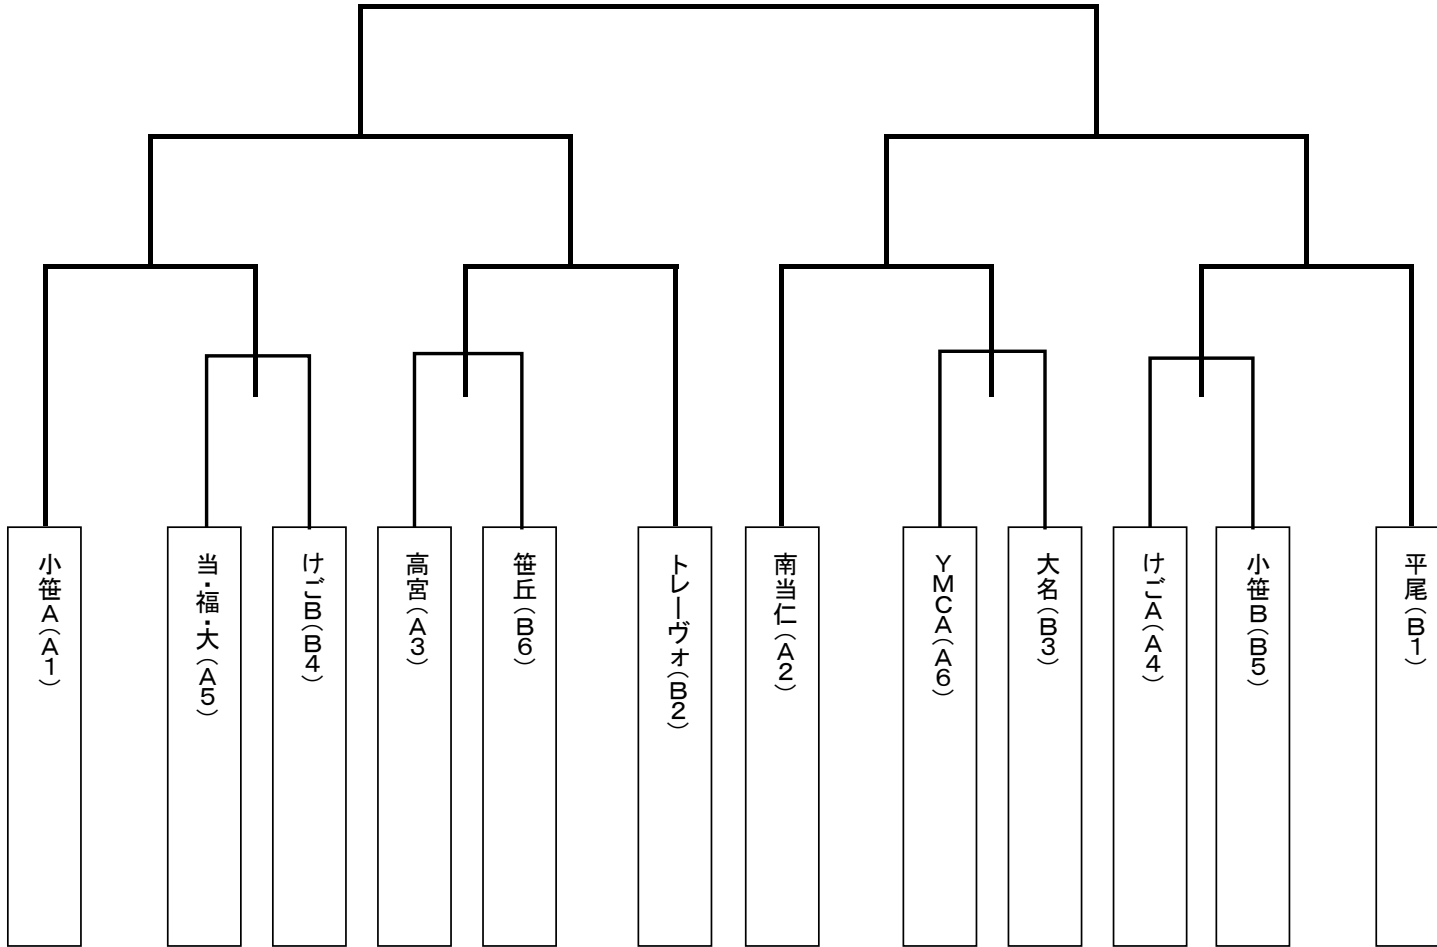 小笹A(A1)
当・福・大(A5)
けごB(B4)
高宮(A3)
笹丘(B6)
トレーヴォ(B2)
南当仁(A2)
YMCA(A6)
大名(B3)
けごA(A4)
小笹B(B5)
平尾(B1)